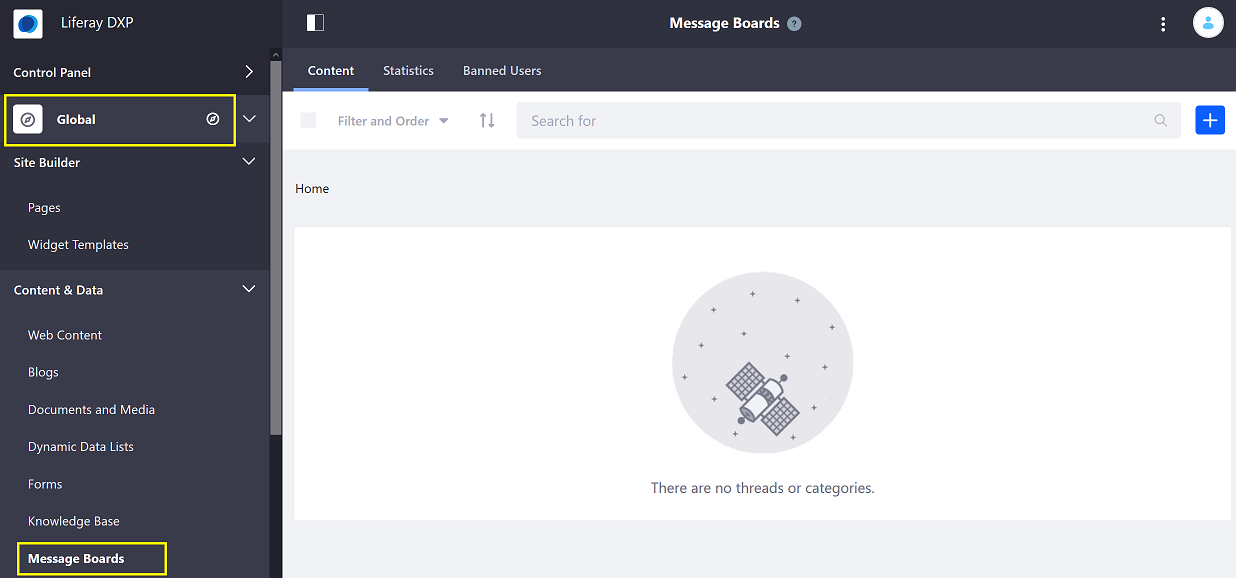 Liferay DXP
Control Panel
Global
Site Builder
Pages
Widget Templates
Content & Data
Web Content
Blogs
Documents and Media
Dynamic Data Lists
Forms
Knowledge Base
Message Boards
Message Boards ?
Content Statistics Banned Users
Filter and Order Search for
Home
There are no threads or categories.